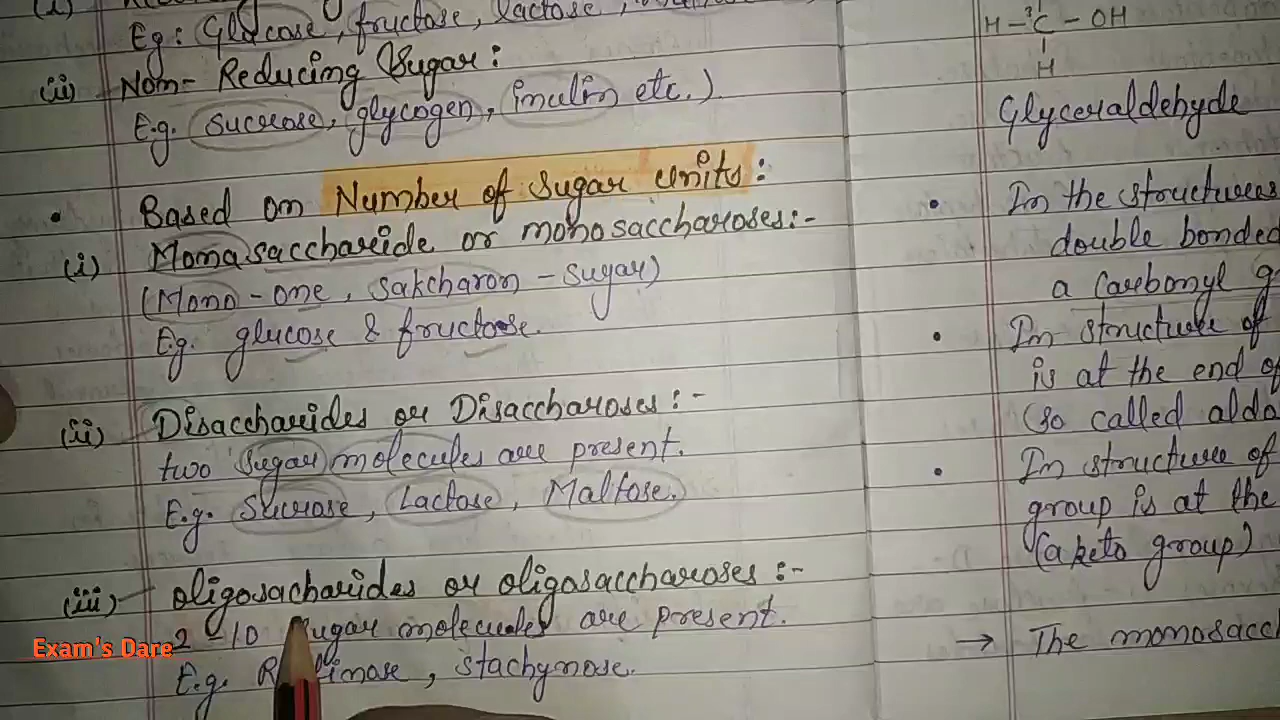 Eg: Glycose, fructose, lactose,
(ii) Non-Reducing Sugar:
E.g. Sucrose, glycogen, inulin etc.)
• Based on Number of Sugar Units:
(i) Monosaccharide or monosaccharoses:-
(Mono-one, Sakcharon-sugar)
Eg. glucose & fructose.
(ii) Disaccharides or Disaccharoses:-
two sugar molecules are present.
E.g. Sucrose, Lactose, Maltose.
(iii) oligosacharides or oligosaccharoses:-
2-10 sugar molecules are present.
E.g. stachynose.
H-C-OH
H
Glyceraldehyde
• In the structures
double bonded
a carbonyl
• In structure of
is at the end of
(so called aldo
• In structure of
group is at the
(a keto group)
→ The monosacc
Exam's Dare